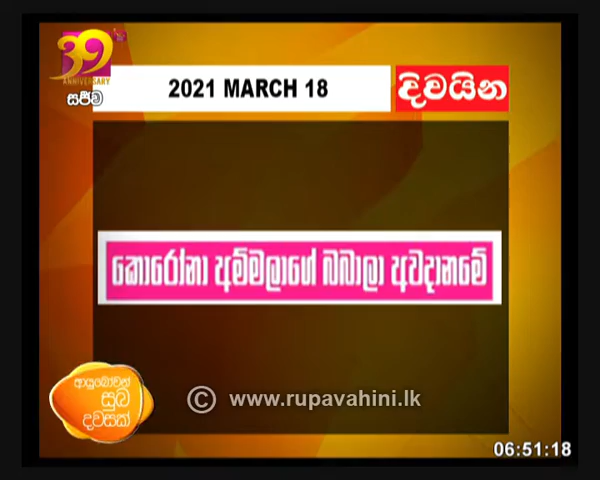 39
ANNIVERSARY
සජීව
2021 MARCH 18
දිවයින
කොරෝනා අම්මලාගේ බබාලා අවදානමේ
ආයුබෝවන්
සුබ
දවසක්
© www.rupavahini.lk
06:51:18